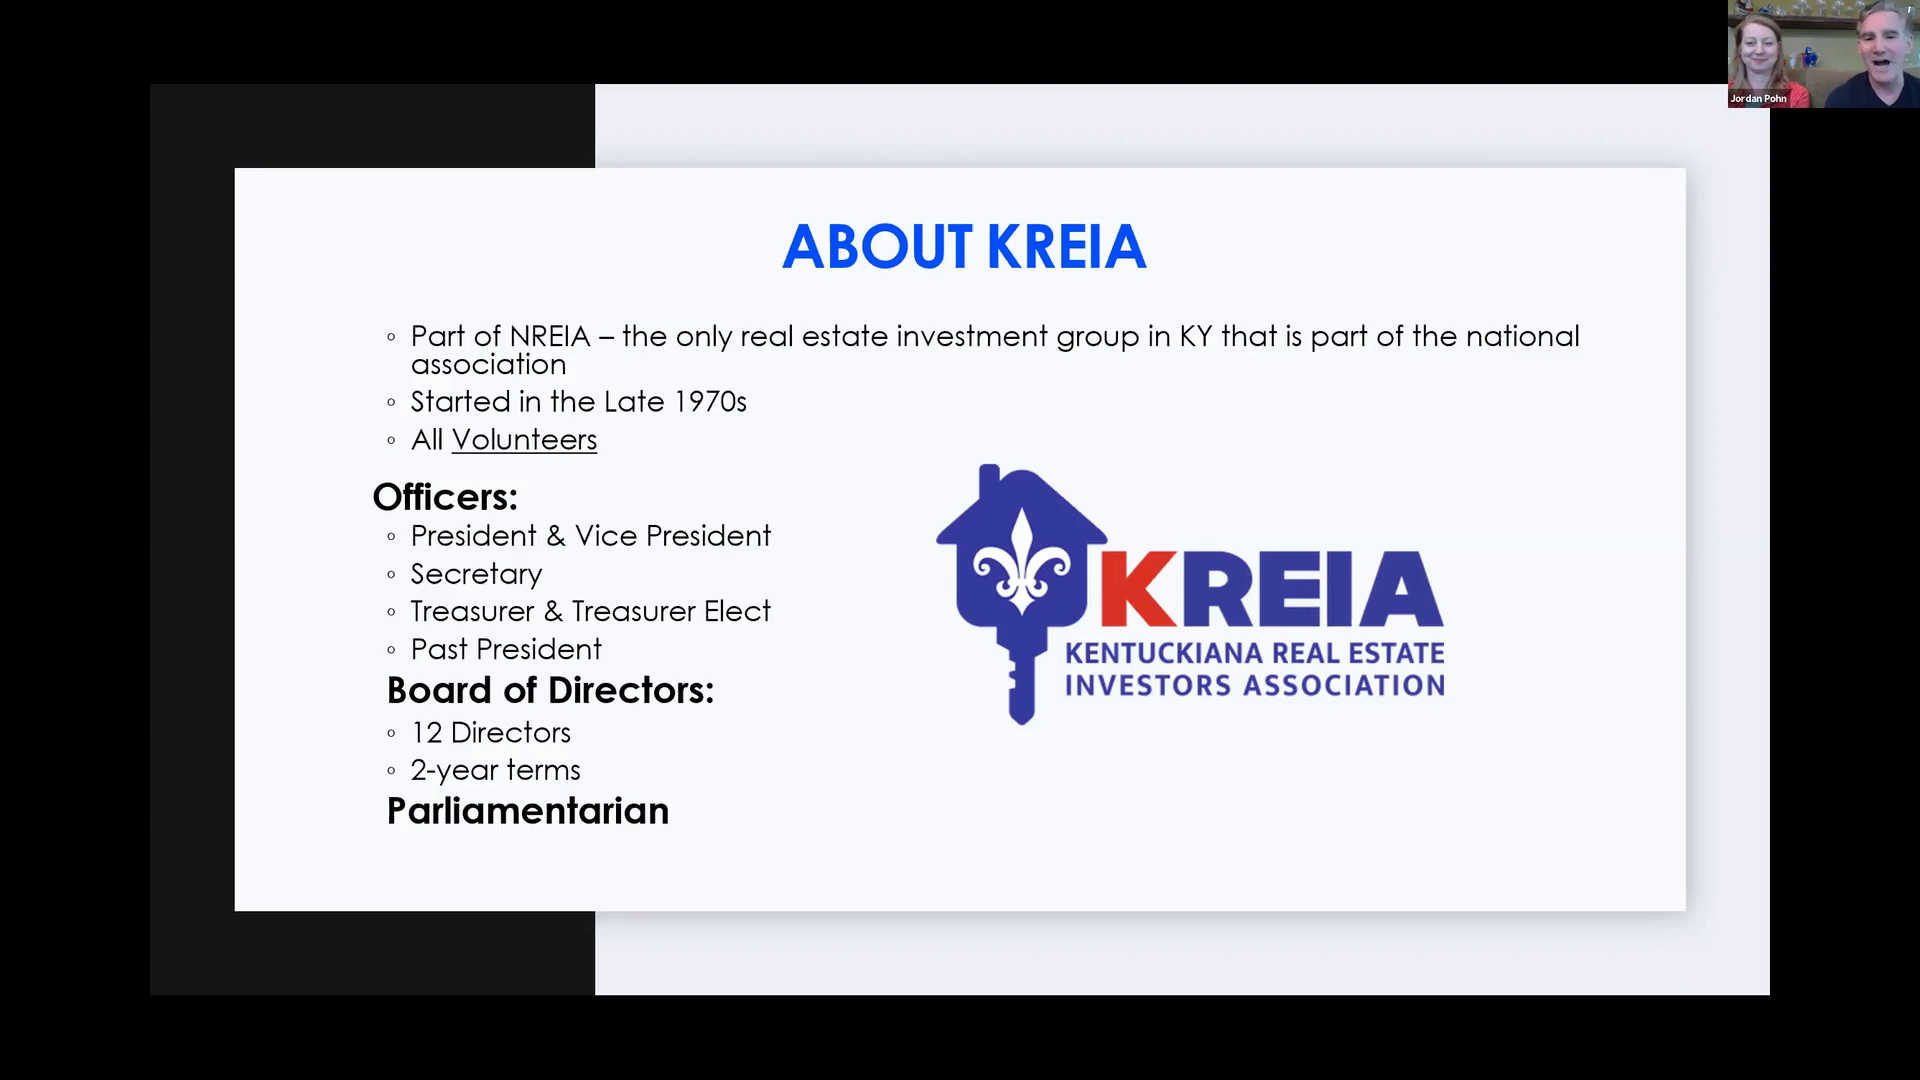 Jordan Pohn
ABOUT KREIA
◦ Part of NREIA – the only real estate investment group in KY that is part of the national
association
◦ Started in the Late 1970s
◦ All Volunteers
Officers:
◦ President & Vice President
◦ Secretary
◦ Treasurer & Treasurer Elect
◦ Past President
Board of Directors:
◦ 12 Directors
◦ 2-year terms
Parliamentarian
KREIA
KENTUCKIANA REAL ESTATE
INVESTORS ASSOCIATION